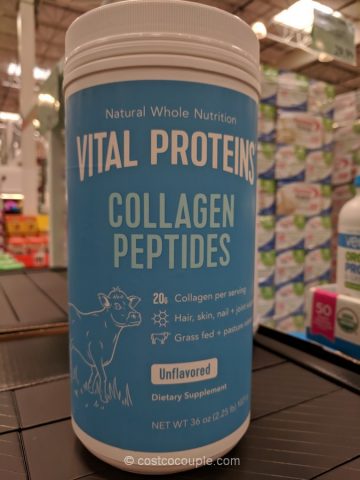 Natural Whole Nutrition
VITAL PROTEINS
COLLAGEN
PEPTIDES
20g Collagen per serving
Hair, skin, nail + joint
Grass fed + pasture
Unflavored
Dietary Supplement
NET WT 36 oz (2.25 lb)
50
© costcocouple.com